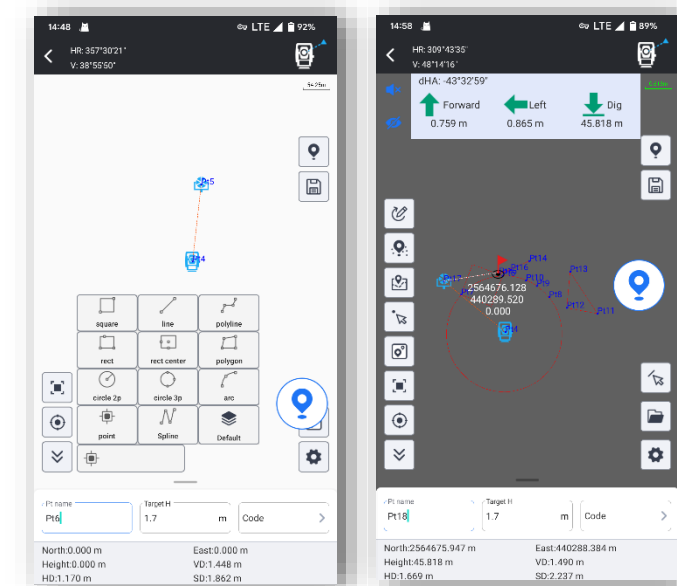 14:48
LTE
92%
HR: 357°30'21"
V: 38°55'50"
Pt5
Pt4
square
line
polyline
rect
rect center
polygon
circle 2p
circle 3p
arc
point
Spline
Default
Pt name
Pt6
Target H
1.7
m
Code
North:0.000 m
East:0.000 m
Height:0.000 m
VD:1.448 m
HD:1.170 m
SD:1.862 m
14:58
LTE
89%
HR: 309°43'35"
V: 48°14'16"
dHA: -43°32'59"
Forward
Left
Dig
0.759 m
0.865 m
45.818 m
Pt14
Pt16
Pt13
Pt10
Pt9
Pt8
Pt12
Pt11
2564676.128
440289.520
0.000
Pt4
Pt name
Pt18
Target H
1.7
m
Code
North:2564675.947 m
East:440288.384 m
Height:45.818 m
VD:1.490 m
HD:1.669 m
SD:2.237 m